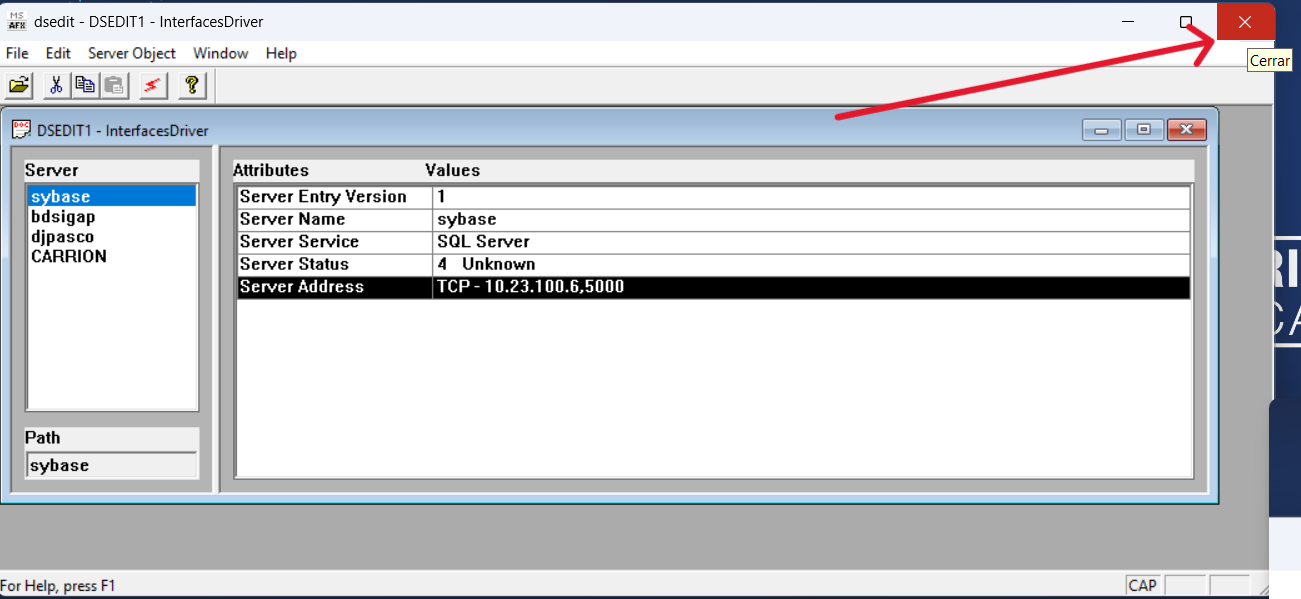 MS
AFX
dsedit - DSEDIT1 - InterfacesDriver
File Edit Server Object Window Help
Cerrar
DSEDIT1 - InterfacesDriver
Server
sybase
bdsigap
djpasco
CARRION
Path
sybase
Attributes Values
Server Entry Version 1
Server Name sybase
Server Service SQL Server
Server Status 4 Unknown
Server Address TCP - 10.23.100.6,5000
RI
CA
For Help, press F1
CAP